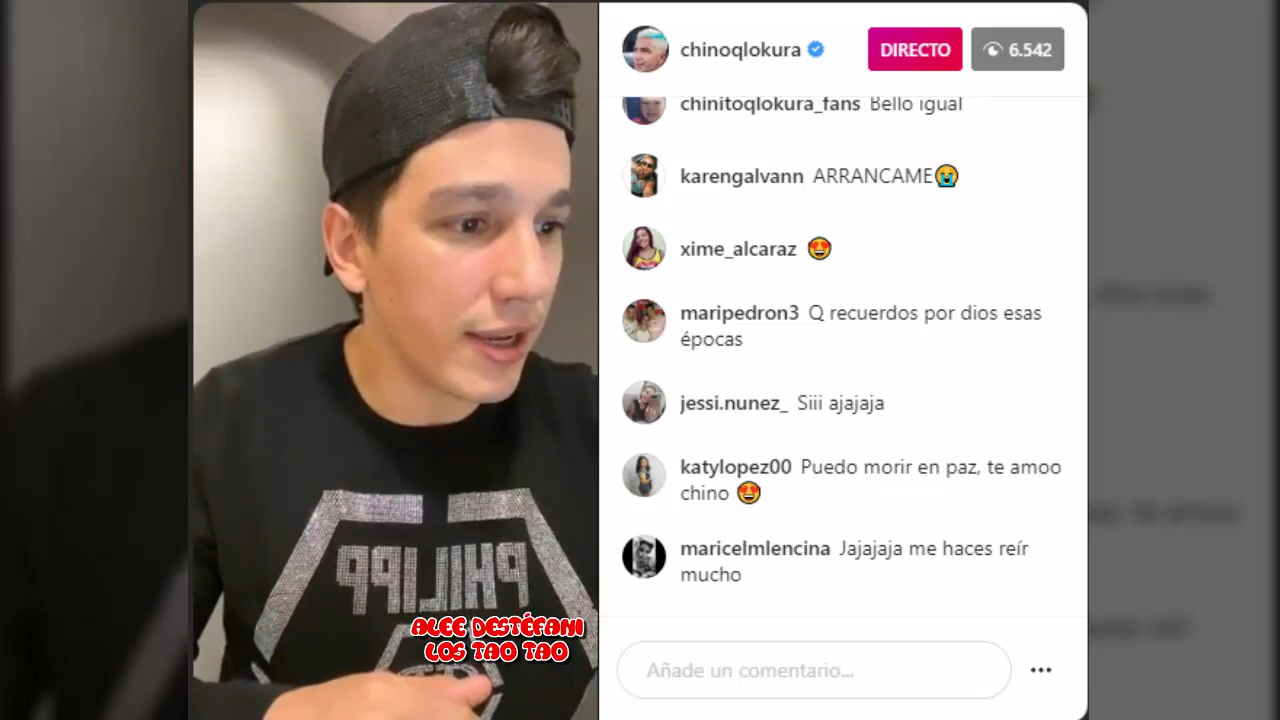 chinoqlokura
DIRECTO
6.542
chinitoqlokura_fans Bello igual
karengalvann ARRANCAME😭
xime_alcaraz 😍
maripedron3 Q recuerdos por dios esas
épocas
jessi.nunez_ Siii ajajaja
katylopez00 Puedo morir en paz, te amoo
chino 😍
maricelmlencina Jajajaja me haces reír
mucho
Añade un comentario...
PHILIPP
ALEE DESTÉFANI
LOS TAO TAO